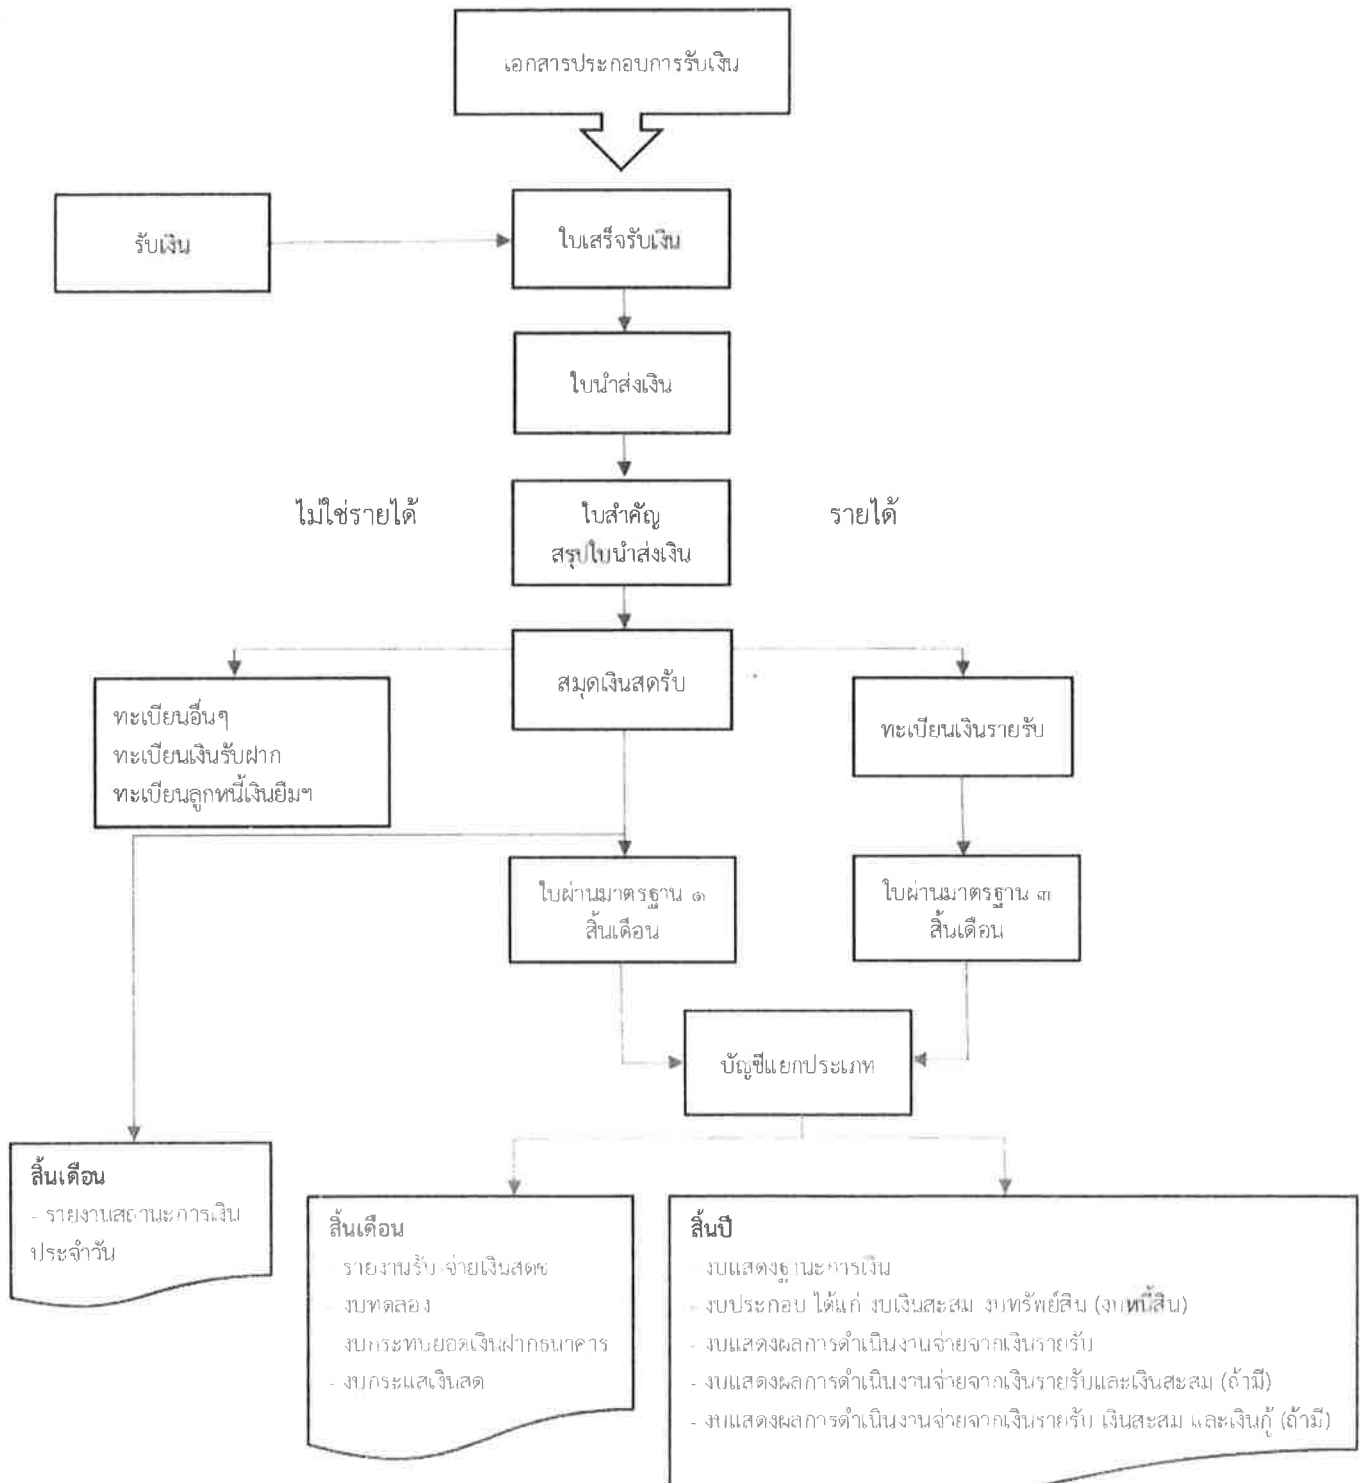 เอกสารประกอบการรับเงิน
รับเงิน
ใบเสร็จรับเงิน
ใบนำส่งเงิน
ไม่ใช่รายได้
ใบสำคัญ
สรุปใบนำส่งเงิน
รายได้
สมุดเงินสดรับ
ทะเบียนอื่นๆ
ทะเบียนเงินรับฝาก
ทะเบียนลูกหนี้เงินยืมฯ
ทะเบียนเงินรายรับ
ใบผ่านมาตรฐาน ๑
สิ้นเดือน
ใบผ่านมาตรฐาน ๓
สิ้นเดือน
บัญชีแยกประเภท
สิ้นเดือน
- รายงานสถานะการเงิน
ประจำวัน
สิ้นเดือน
- รายงานรับ-จ่ายเงินสดฃ
- งบทดลอง
- งบกระทบยอดเงินฝากธนาคาร
- งบกระแสเงินสด
สิ้นปี
- งบแสดงฐานะการเงิน
- งบประกอบ ได้แก่ งบเงินสะสม งบทรัพย์สิน (งบหนี้สิน)
- งบแสดงผลการดำเนินงานจ่ายจากเงินรายรับ
- งบแสดงผลการดำเนินงานจ่ายจากเงินรายรับและเงินสะสม (ถ้ามี)
- งบแสดงผลการดำเนินงานจ่ายจากเงินรายรับ เงินสะสม และเงินกู้ (ถ้ามี)